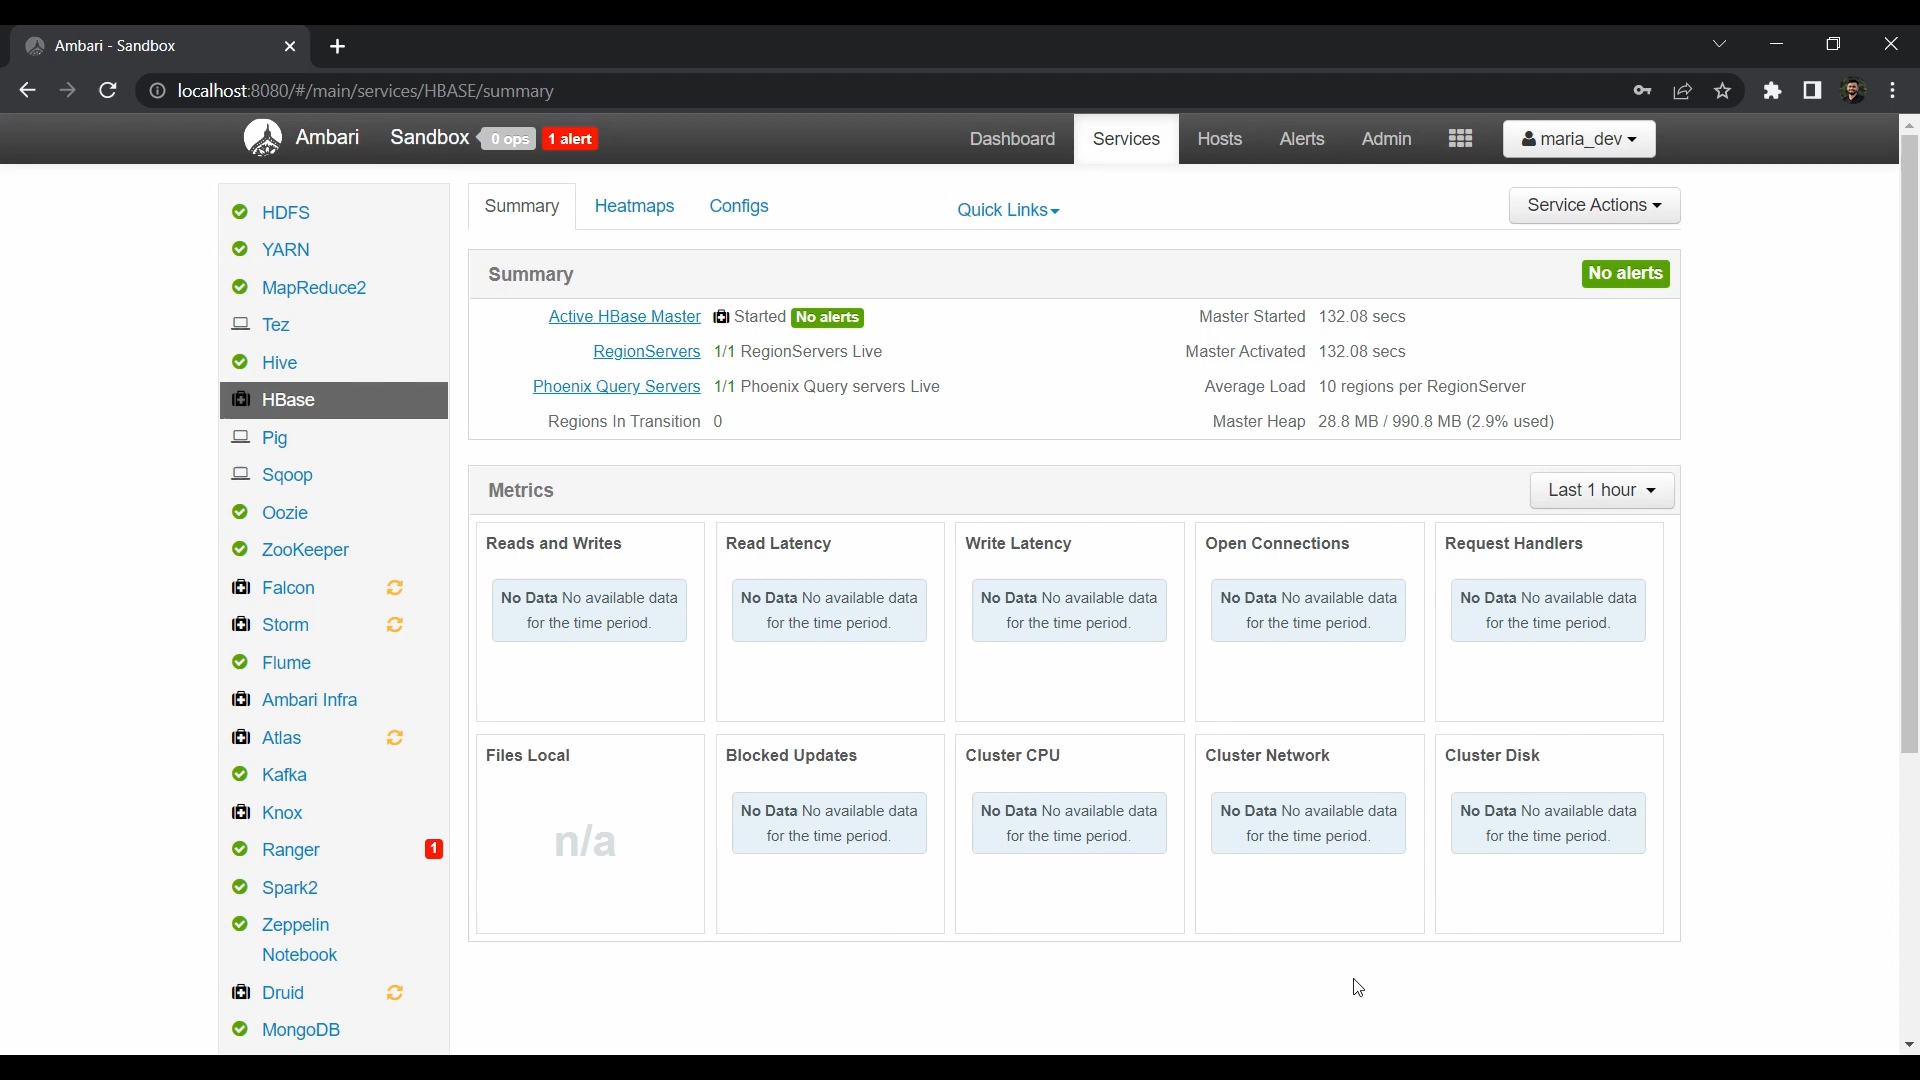 Ambari - Sandbox
localhost:8080/#/main/services/HBASE/summary
Ambari Sandbox 0 ops 1 alert Dashboard Services Hosts Alerts Admin maria_dev
HDFS
YARN
MapReduce2
Tez
Hive
HBase
Pig
Sqoop
Oozie
ZooKeeper
Falcon
Storm
Flume
Ambari Infra
Atlas
Kafka
Knox
Ranger 1
Spark2
Zeppelin
Notebook
Druid
MongoDB
Summary Heatmaps Configs Quick Links Service Actions
Summary No alerts
Active HBase Master Started No alerts Master Started 132.08 secs
RegionServers 1/1 RegionServers Live Master Activated 132.08 secs
Phoenix Query Servers 1/1 Phoenix Query servers Live Average Load 10 regions per RegionServer
Regions In Transition 0 Master Heap 28.8 MB / 990.8 MB (2.9% used)
Metrics Last 1 hour
Reads and Writes
No Data No available data
for the time period.
Read Latency
No Data No available data
for the time period.
Write Latency
No Data No available data
for the time period.
Open Connections
No Data No available data
for the time period.
Request Handlers
No Data No available data
for the time period.
Files Local
n/a
Blocked Updates
No Data No available data
for the time period.
Cluster CPU
No Data No available data
for the time period.
Cluster Network
No Data No available data
for the time period.
Cluster Disk
No Data No available data
for the time period.